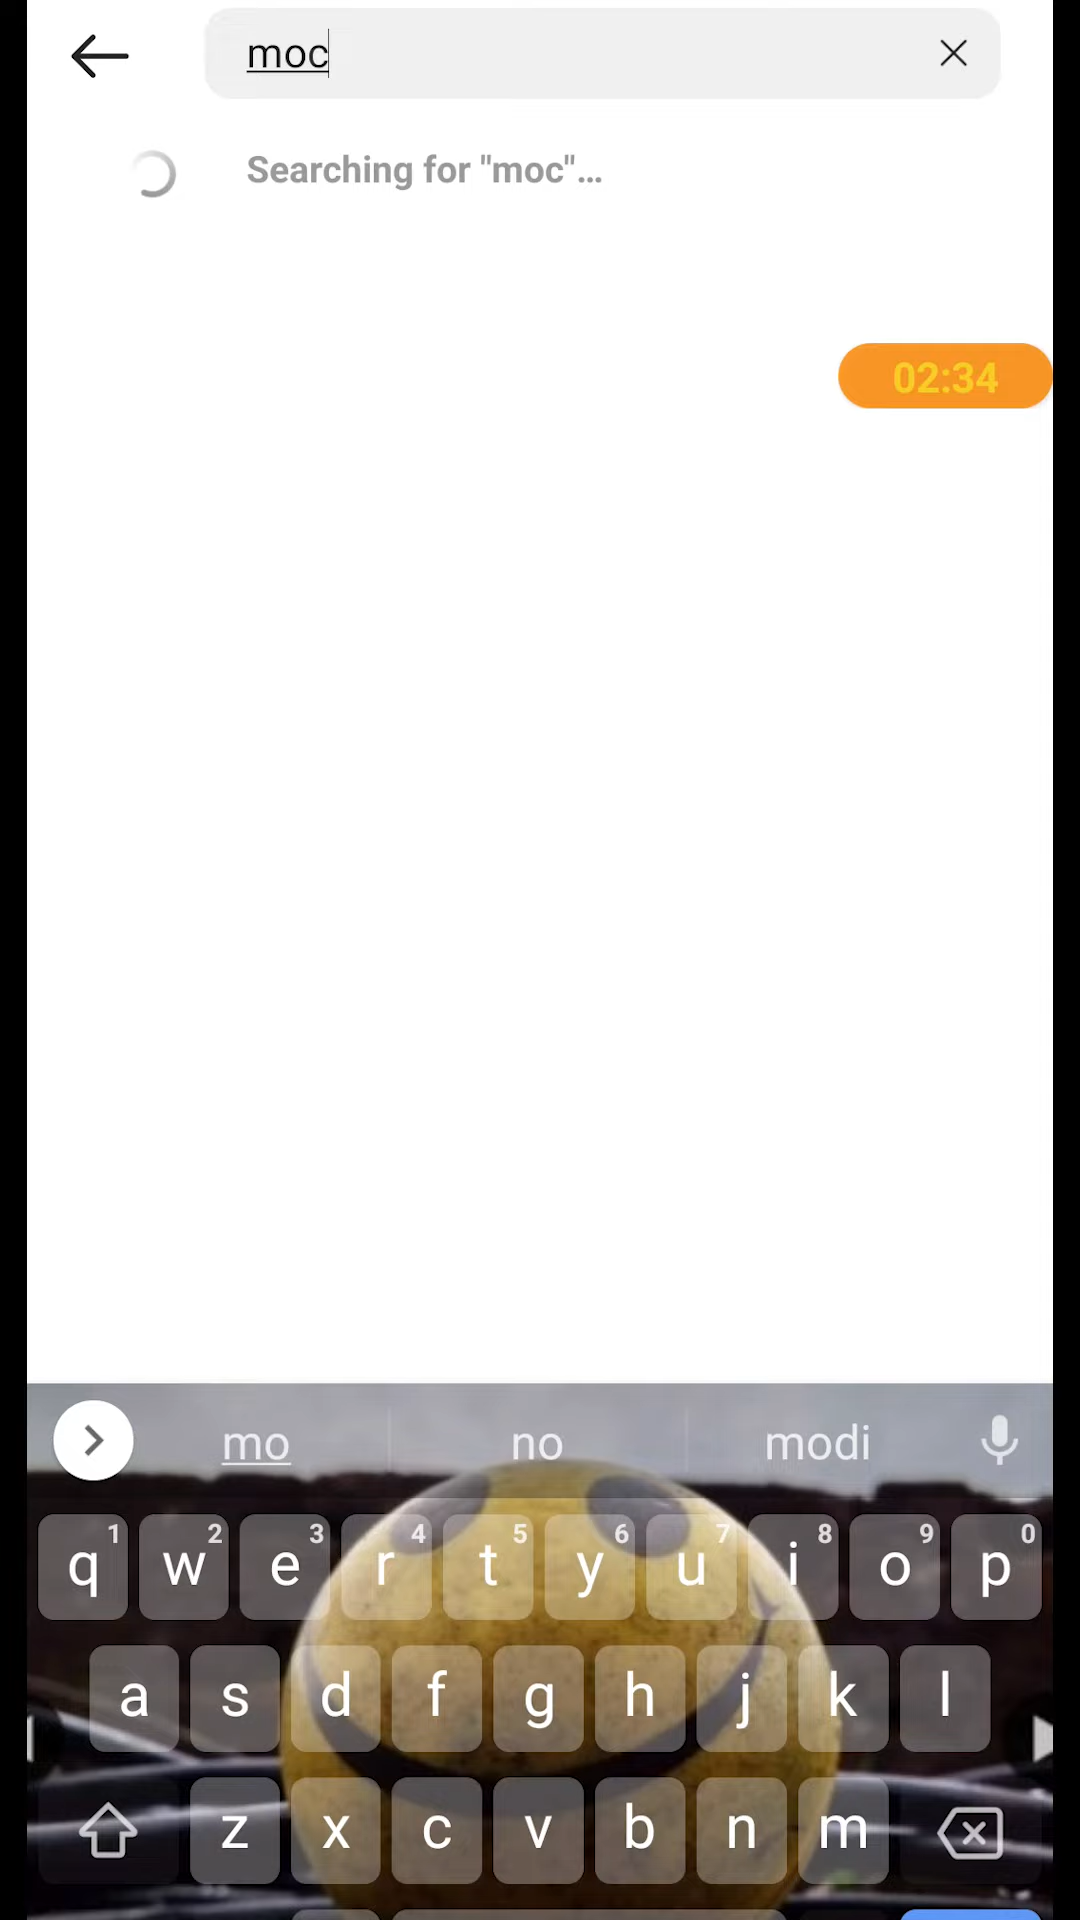 moc
Searching for "moc"...
02:34
mo no modi
1 2 3 4 5 6 7 8 9 0
q w e r t y u i o p
a s d f g h j k l
z x c v b n m